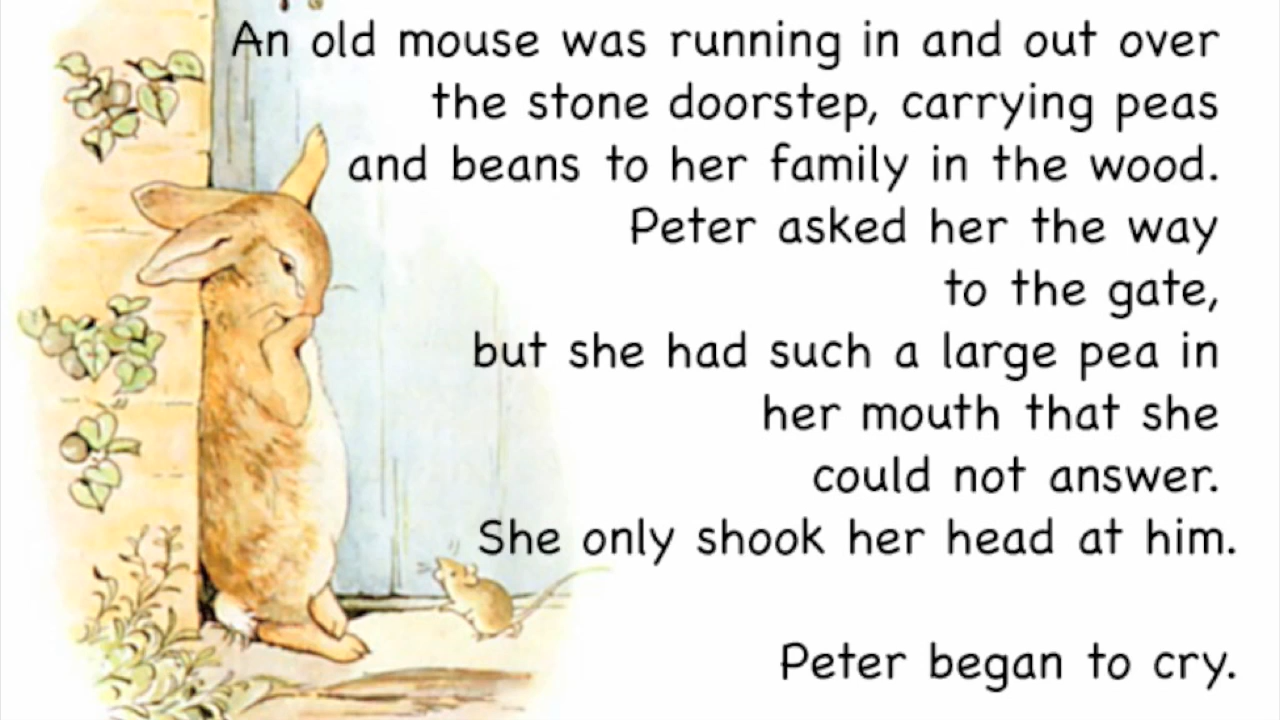 An old mouse was running in and out over
the stone doorstep, carrying peas
and beans to her family in the wood.
Peter asked her the way
to the gate,
but she had such a large pea in
her mouth that she
could not answer.
She only shook her head at him.
Peter began to cry.